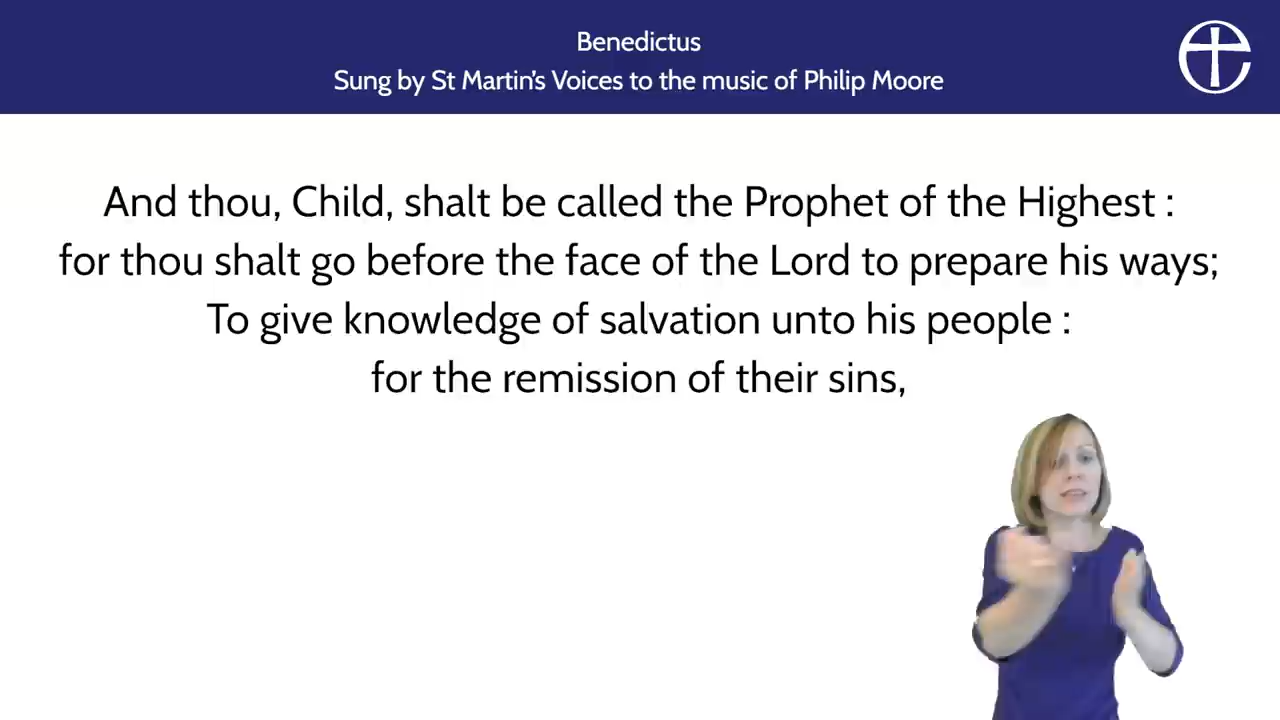 Benedictus
Sung by St Martin's Voices to the music of Philip Moore
And thou, Child, shalt be called the Prophet of the Highest :
for thou shalt go before the face of the Lord to prepare his ways;
To give knowledge of salvation unto his people :
for the remission of their sins,